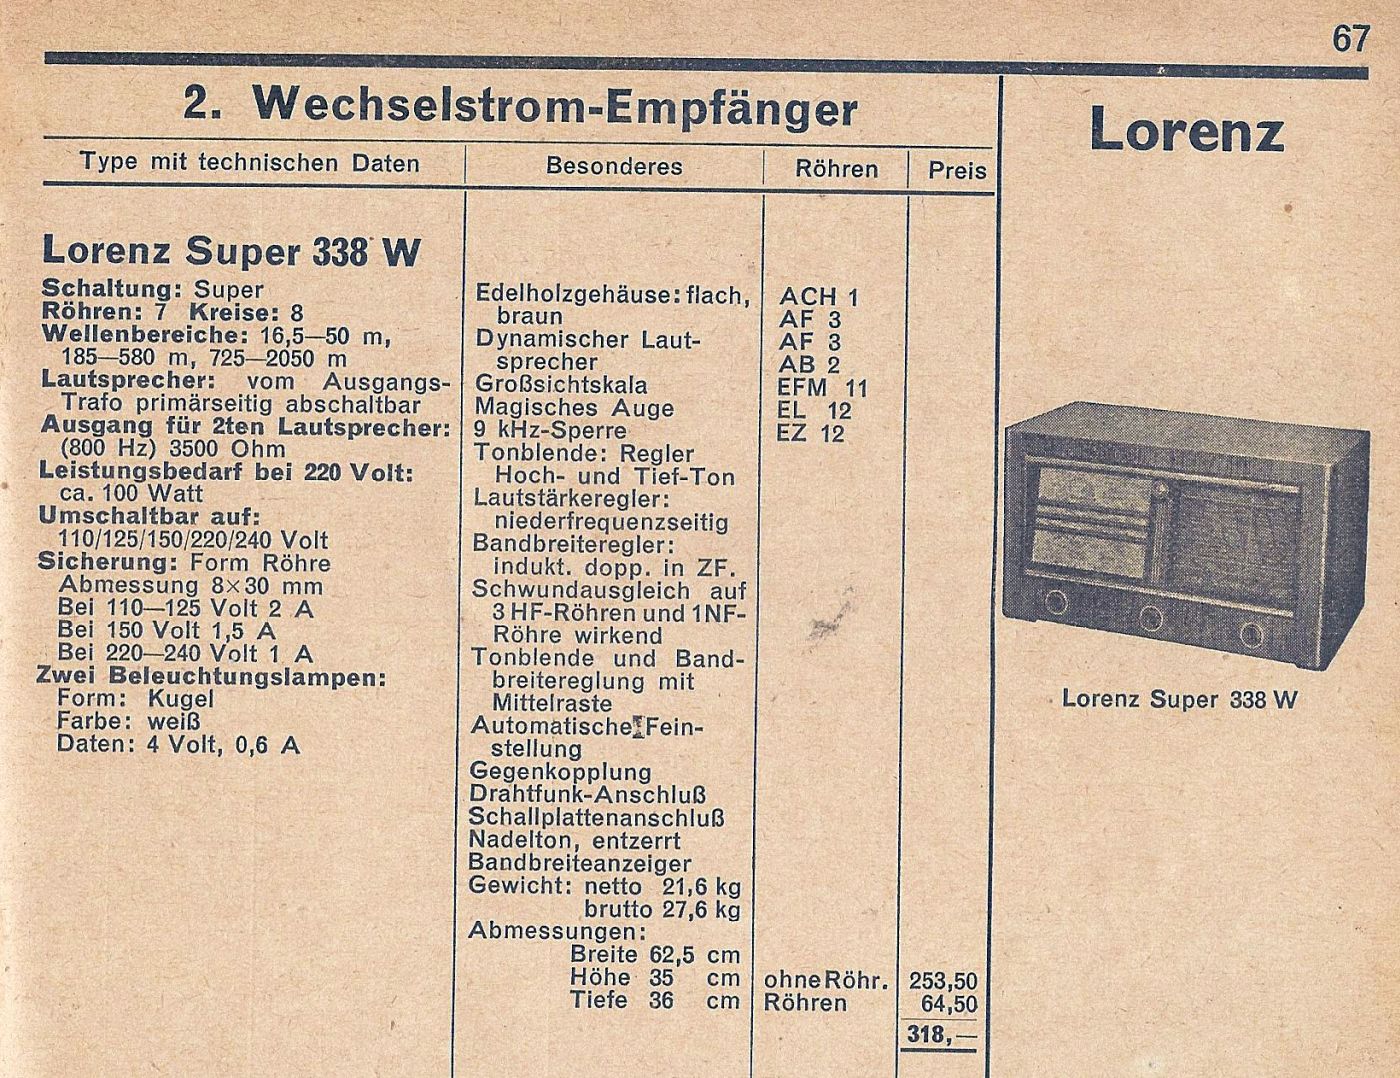 67
2. Wechselstrom-Empfänger
Lorenz
Type mit technischen Daten
Besonderes
Röhren
Preis
Lorenz Super 338 W
Schaltung: Super
Röhren: 7 Kreise: 8
Wellenbereiche: 16,5—50 m,
185—580 m, 725—2050 m
Lautsprecher: vom Ausgangs-
Trafo primärseitig abschaltbar
Ausgang für 2ten Lautsprecher:
(800 Hz) 3500 Ohm
Leistungsbedarf bei 220 Volt:
ca. 100 Watt
Umschaltbar auf:
110/125/150/220/240 Volt
Sicherung: Form Röhre
Abmessung 8×30 mm
Bei 110—125 Volt 2 A
Bei 150 Volt 1,5 A
Bei 220—240 Volt 1 A
Zwei Beleuchtungslampen:
Form: Kugel
Farbe: weiß
Daten: 4 Volt, 0,6 A
Edelholzgehäuse: flach,
braun
Dynamischer Laut-
sprecher
Großsichtskala
Magisches Auge
9 kHz-Sperre
Tonblende: Regler
Hoch- und Tief-Ton
Lautstärkeregler:
niederfrequenzseitig
Bandbreiteregler:
indukt. dopp. in ZF.
Schwundausgleich auf
3 HF-Röhren und 1NF-
Röhre wirkend
Tonblende und Band-
breitereglung mit
Mittelraste
Automatische Fein-
stellung
Gegenkopplung
Drahtfunk-Anschluß
Schallplattenanschluß
Nadelton, entzerrt
Bandbreiteanzeiger
Gewicht: netto 21,6 kg
brutto 27,6 kg
Abmessungen:
Breite 62,5 cm
Höhe 35 cm
Tiefe 36 cm
ACH 1
AF 3
AF 3
AB 2
EFM 11
EL 12
EZ 12
ohne Röhr. 253,50
Röhren 64,50
318,—
Lorenz Super 338 W